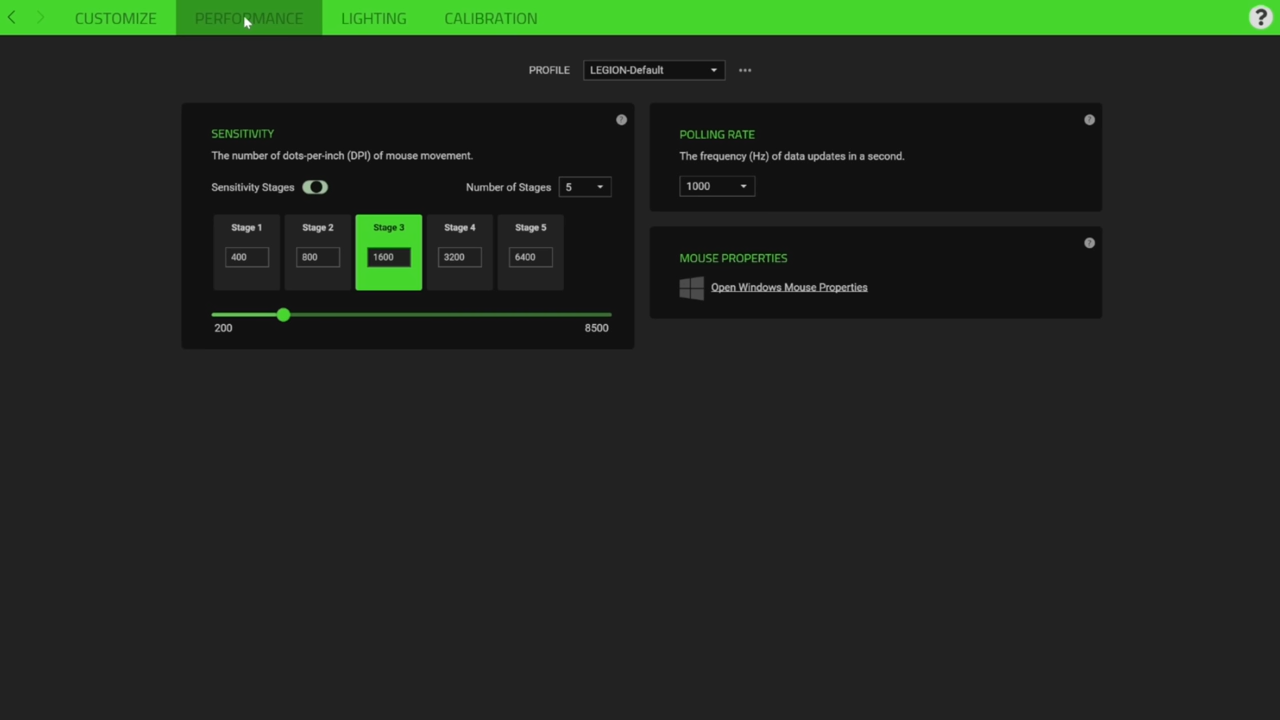 CUSTOMIZE PERFORMANCE LIGHTING CALIBRATION ?
PROFILE LEGION-Default
SENSITIVITY ?
The number of dots-per-inch (DPI) of mouse movement.
Sensitivity Stages Number of Stages 5
Stage 1 Stage 2 Stage 3 Stage 4 Stage 5
400 800 1600 3200 6400
200 8500
POLLING RATE ?
The frequency (Hz) of data updates in a second.
1000
MOUSE PROPERTIES ?
Open Windows Mouse Properties